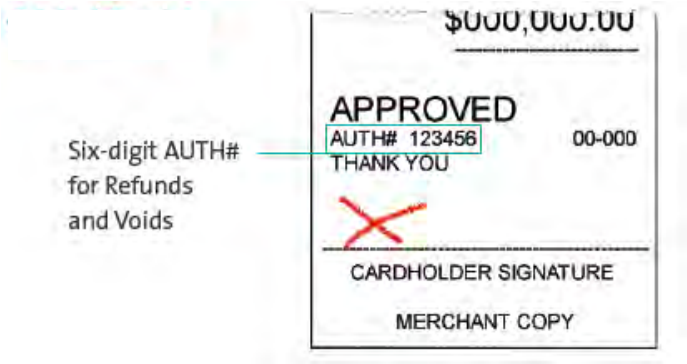 $000,000.00
APPROVED
AUTH# 123456 00-000
THANK YOU
Six-digit AUTH#
for Refunds
and Voids
CARDHOLDER SIGNATURE
MERCHANT COPY